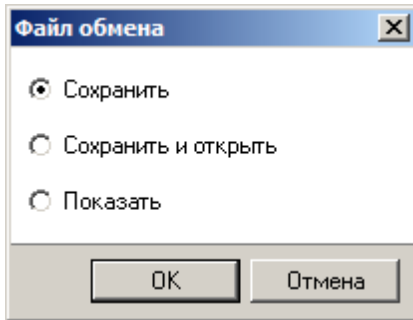 Файл обмена
Сохранить
Сохранить и открыть
Показать
OK
Отмена